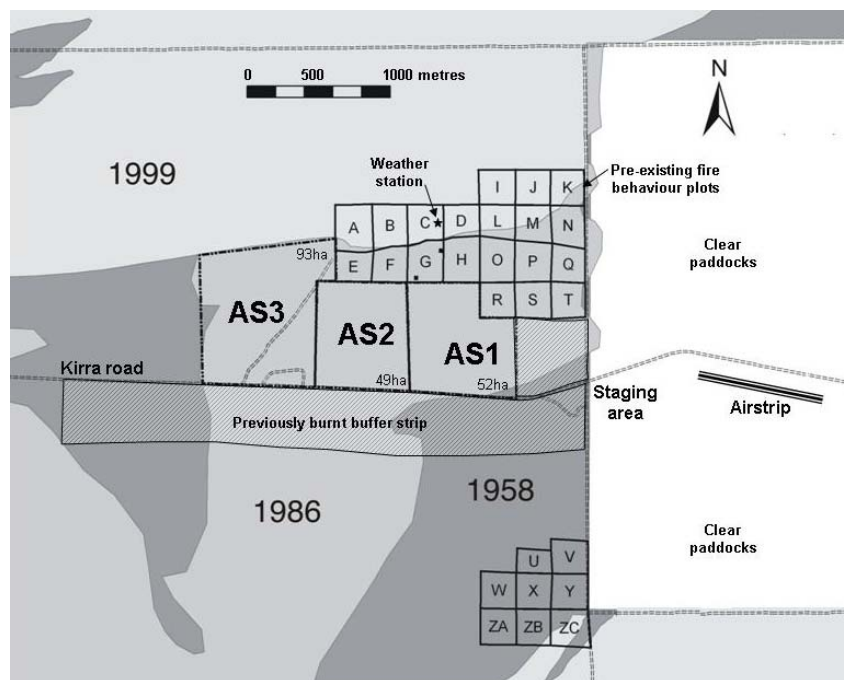 0 500 1000 metres
N
1999
Weather
station
Pre-existing fire
behaviour plots
I J K
A B C D L M N
E F G H O P Q
R S T
93ha
Clear
paddocks
AS3
AS2
AS1
49ha
52ha
Kirra road
Staging
area
Airstrip
Previously burnt buffer strip
1986
1958
Clear
paddocks
U V
W X Y
ZA ZB ZC